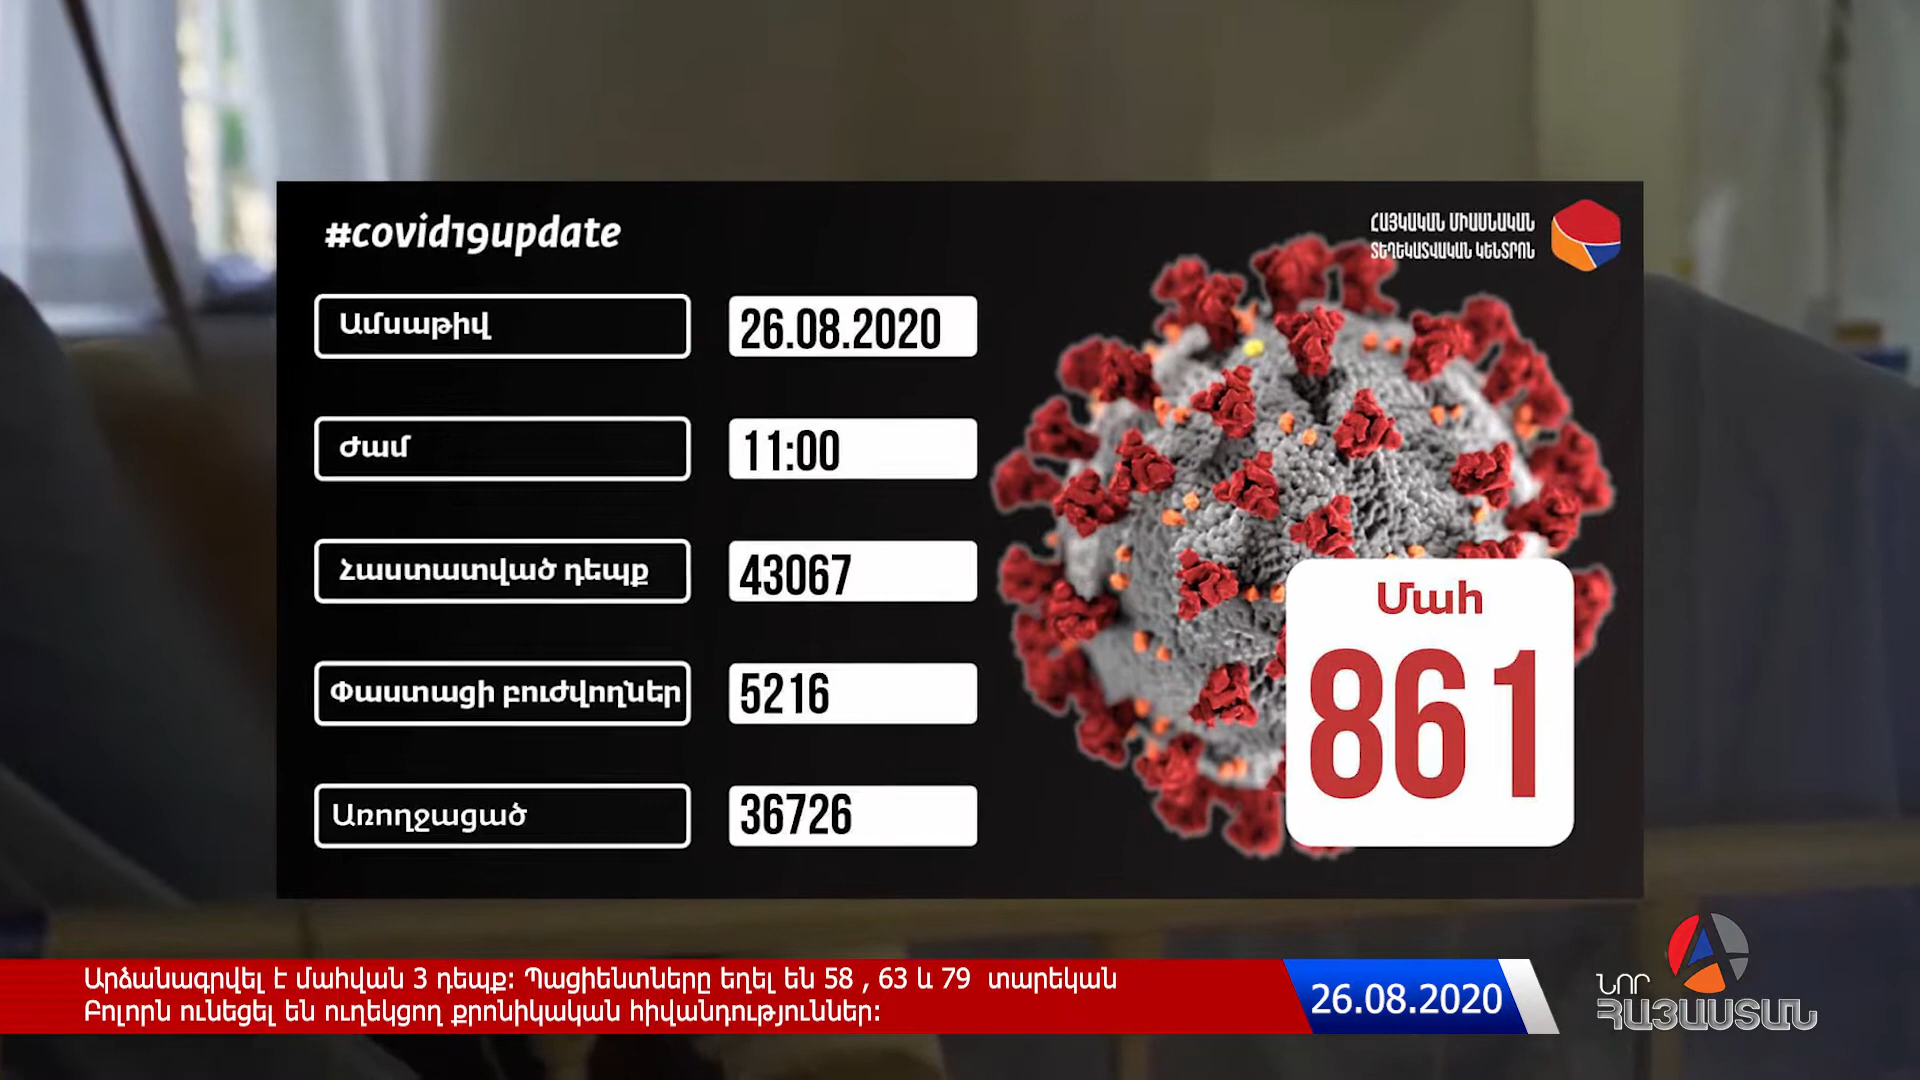 #covid19update
ՀԱՅԿԱԿԱՆ ՄԻԱՍՆԱԿԱՆ
ՏԵՂԵԿԱՏՎԱԿԱՆ ԿԵՆՏՐՈՆ
Ամսաթիվ
26.08.2020
Ժամ
11:00
Հաստատված դեպք
43067
Փաստացի բուժվողներ
5216
Առողջացած
36726
Մահ
861
Արձանագրվել է մահվան 3 դեպք: Պացիենտները եղել են 58 , 63 և 79 տարեկան
Բոլորն ունեցել են ուղեկցող քրոնիկական հիվանդություններ:
26.08.2020
ՆՈՐ
ՀԱՅԱՍՏԱՆ